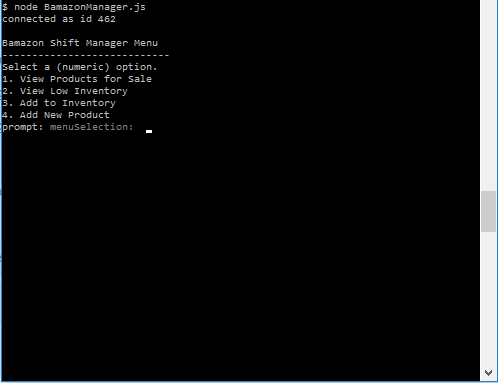 $ node BamazonManager.js
connected as id 462
Bamazon Shift Manager Menu
----------------------------
Select a (numeric) option.
1. View Products for Sale
2. View Low Inventory
3. Add to Inventory
4. Add New Product
prompt: menuSelection: